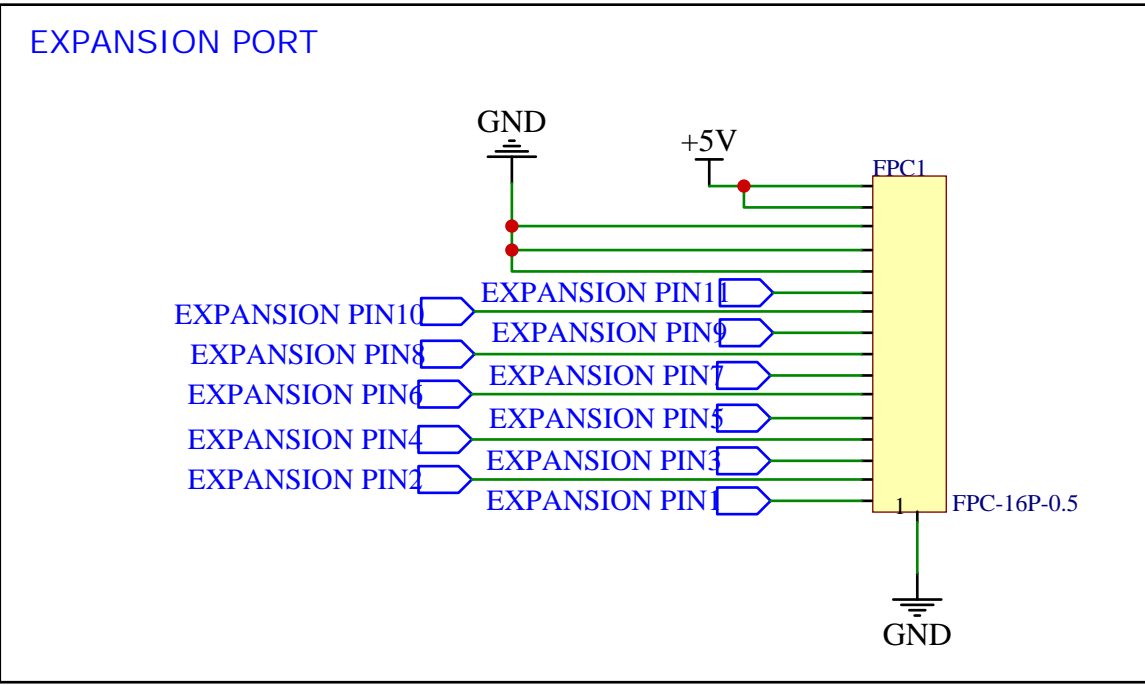 EXPANSION PORT
GND
+5V
FPC1
EXPANSION PIN11
EXPANSION PIN10
EXPANSION PIN9
EXPANSION PIN8
EXPANSION PIN7
EXPANSION PIN6
EXPANSION PIN5
EXPANSION PIN4
EXPANSION PIN3
EXPANSION PIN2
EXPANSION PIN1
1
FPC-16P-0.5
GND